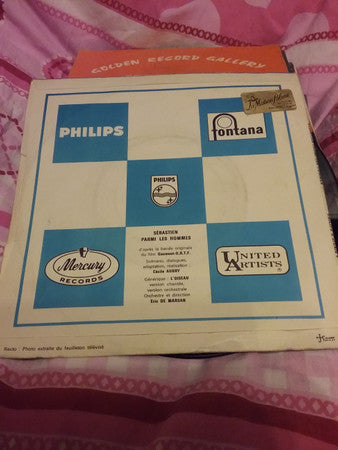 GOLDEN RECORD GALLERY
PHILIPS
fontana
PHILIPS
SÉBASTIEN
PARMI LES HOMMES
d'après la bande originale
du film Gaumont-O.R.T.F.
Scénario, dialogues,
adaptation, réalisation :
Cécile AUBRY
Générique : L'OISEAU
version chantée,
version orchestrale
Orchestre et direction
Eric DE MARSAN
Mercury
RECORDS
UNITED
ARTISTS
Recto : Photo extraite du feuilleton télévisé